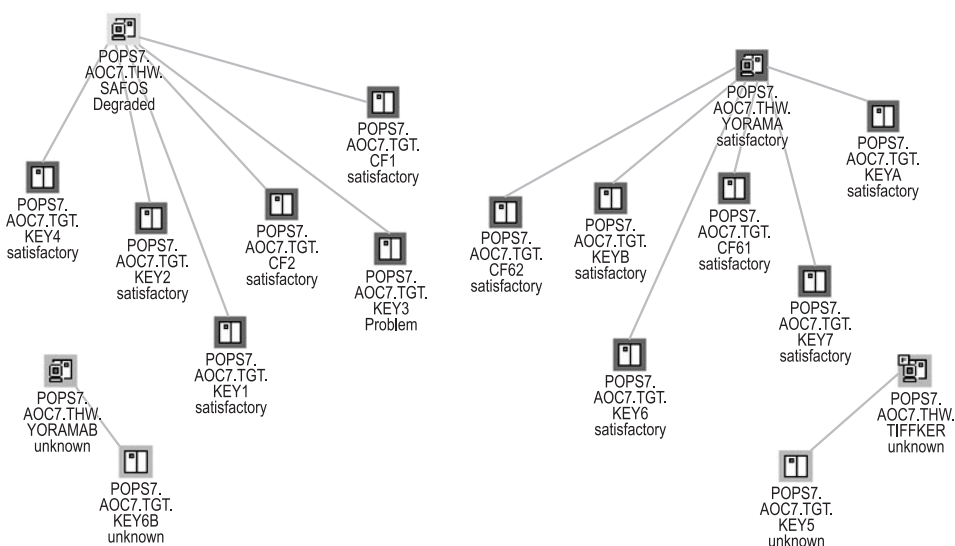 POPS7.
AOC7.THW.
SAFOS
Degraded
POPS7.
AOC7.TGT.
CF1
satisfactory
POPS7.
AOC7.TGT.
KEY4
satisfactory
POPS7.
AOC7.TGT.
KEY2
satisfactory
POPS7.
AOC7.TGT.
CF2
satisfactory
POPS7.
AOC7.TGT.
KEY3
Problem
POPS7.
AOC7.TGT.
KEY1
satisfactory
POPS7.
AOC7.THW.
YORAMAB
unknown
POPS7.
AOC7.TGT.
KEY6B
unknown
POPS7.
AOC7.THW.
YORAMA
satisfactory
POPS7.
AOC7.TGT.
KEYA
satisfactory
POPS7.
AOC7.TGT.
CF62
satisfactory
POPS7.
AOC7.TGT.
KEYB
satisfactory
POPS7.
AOC7.TGT.
CF61
satisfactory
POPS7.
AOC7.TGT.
KEY7
satisfactory
POPS7.
AOC7.TGT.
KEY6
satisfactory
POPS7.
AOC7.THW.
TIFFKER
unknown
POPS7.
AOC7.TGT.
KEY5
unknown